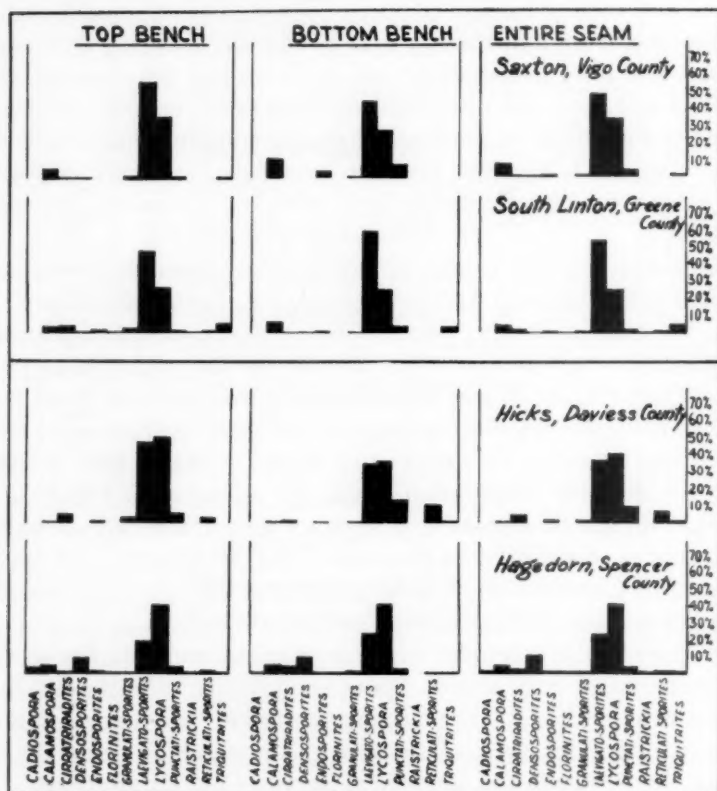 TOP BENCH BOTTOM BENCH ENTIRE SEAM
Saxton, Vigo County
70%
60%
50%
40%
30%
20%
10%
South Linton, Greene
County
70%
60%
50%
40%
30%
20%
10%
Hicks, Daviess County
70%
60%
50%
40%
30%
20%
10%
Hagedorn, Spencer
County
70%
60%
50%
40%
30%
20%
10%
CADIOSPORA
CALAMOSPORA
CIRRATRIRADITES
DENSOSPORITES
ENDOSPORITES
FLORINITES
GRANULATI-SPORITES
LAEVIGATO-SPORITES
LYCOSPORA
PUNCTATI-SPORITES
RAISTRICKIA
RETICULATI-SPORITES
TRIQUITRITES
CADIOSPORA
CALAMOSPORA
CIRRATRIRADITES
DENSOSPORITES
ENDOSPORITES
FLORINITES
GRANULATI-SPORITES
LAEVIGATO-SPORITES
LYCOSPORA
PUNCTATI-SPORITES
RAISTRICKIA
RETICULATI-SPORITES
TRIQUITRITES
CADIOSPORA
CALAMOSPORA
CIRRATRIRADITES
DENSOSPORITES
ENDOSPORITES
FLORINITES
GRANULATI SPORITES
LAEVIGATO-SPORITES
LYCOSPORA
PUNCTATI-SPORITES
RAISTRICKIA
RETICULATI-SPORITES
TRIQUITRITES